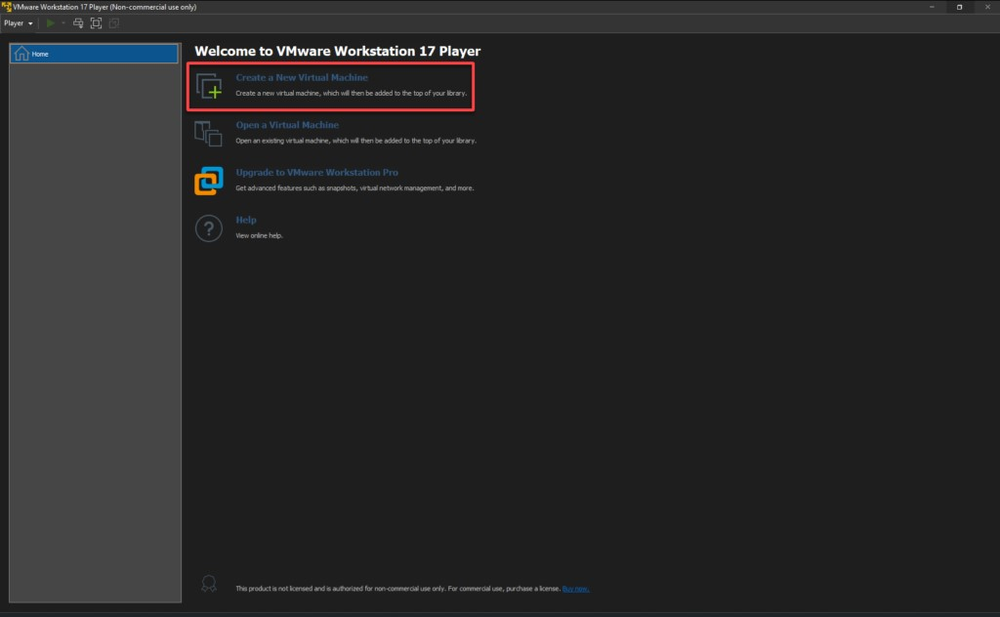 VMware Workstation 17 Player (Non-commercial use only)
Player
Home
Welcome to VMware Workstation 17 Player
Create a New Virtual Machine
Create a new virtual machine, which will then be added to the top of your library.
Open a Virtual Machine
Open an existing virtual machine, which will then be added to the top of your library.
Upgrade to VMware Workstation Pro
Get advanced features such as snapshots, virtual network management, and more.
Help
View online help.
This product is not licensed and is authorized for non-commercial use only. For commercial use, purchase a license. Buy now.